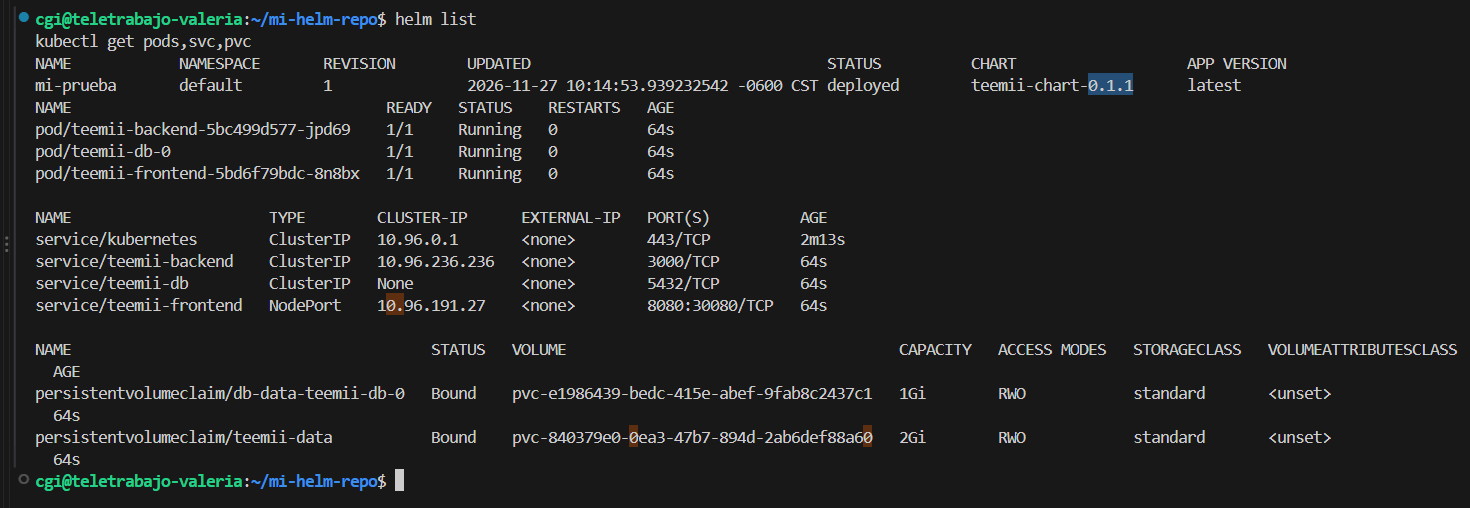 cgi@teletrabajo-valeria:~/mi-helm-repo$ helm list
kubectl get pods,svc,pvc
NAME NAMESPACE REVISION UPDATED STATUS CHART APP VERSION
mi-prueba default 1 2026-11-27 10:14:53.939232542 -0600 CST deployed teemii-chart-0.1.1 latest
NAME READY STATUS RESTARTS AGE
pod/teemii-backend-5bc499d577-jpd69 1/1 Running 0 64s
pod/teemii-db-0 1/1 Running 0 64s
pod/teemii-frontend-5bd6f79bdc-8n8bx 1/1 Running 0 64s
NAME TYPE CLUSTER-IP EXTERNAL-IP PORT(S) AGE
service/kubernetes ClusterIP 10.96.0.1 <none> 443/TCP 2m13s
service/teemii-backend ClusterIP 10.96.236.236 <none> 3000/TCP 64s
service/teemii-db ClusterIP None <none> 5432/TCP 64s
service/teemii-frontend NodePort 10.96.191.27 <none> 8080:30080/TCP 64s
NAME STATUS VOLUME CAPACITY ACCESS MODES STORAGECLASS VOLUMEATTRIBUTESCLASS
AGE
persistentvolumeclaim/db-data-teemii-db-0 Bound pvc-e1986439-bedc-415e-abef-9fab8c2437c1 1Gi RWO standard <unset>
64s
persistentvolumeclaim/teemii-data Bound pvc-840379e0-0ea3-47b7-894d-2ab6def88a60 2Gi RWO standard <unset>
64s
cgi@teletrabajo-valeria:~/mi-helm-repo$